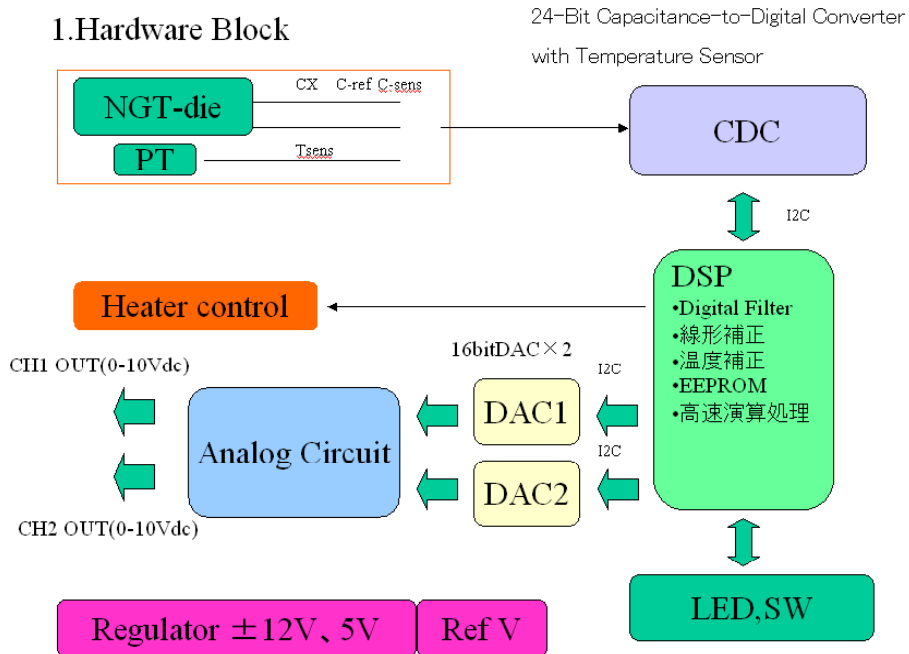 1.Hardware Block
24-Bit Capacitance-to-Digital Converter
with Temperature Sensor
CX C-ref C-sens
NGT-die
PT
Tsens
CDC
I2C
DSP
•Digital Filter
•線形補正
•温度補正
•EEPROM
•高速演算処理
Heater control
16bitDAC×2
CH1 OUT(0-10Vdc)
I2C
DAC1
Analog Circuit
I2C
DAC2
CH2 OUT(0-10Vdc)
LED,SW
Regulator ±12V、5V
Ref V